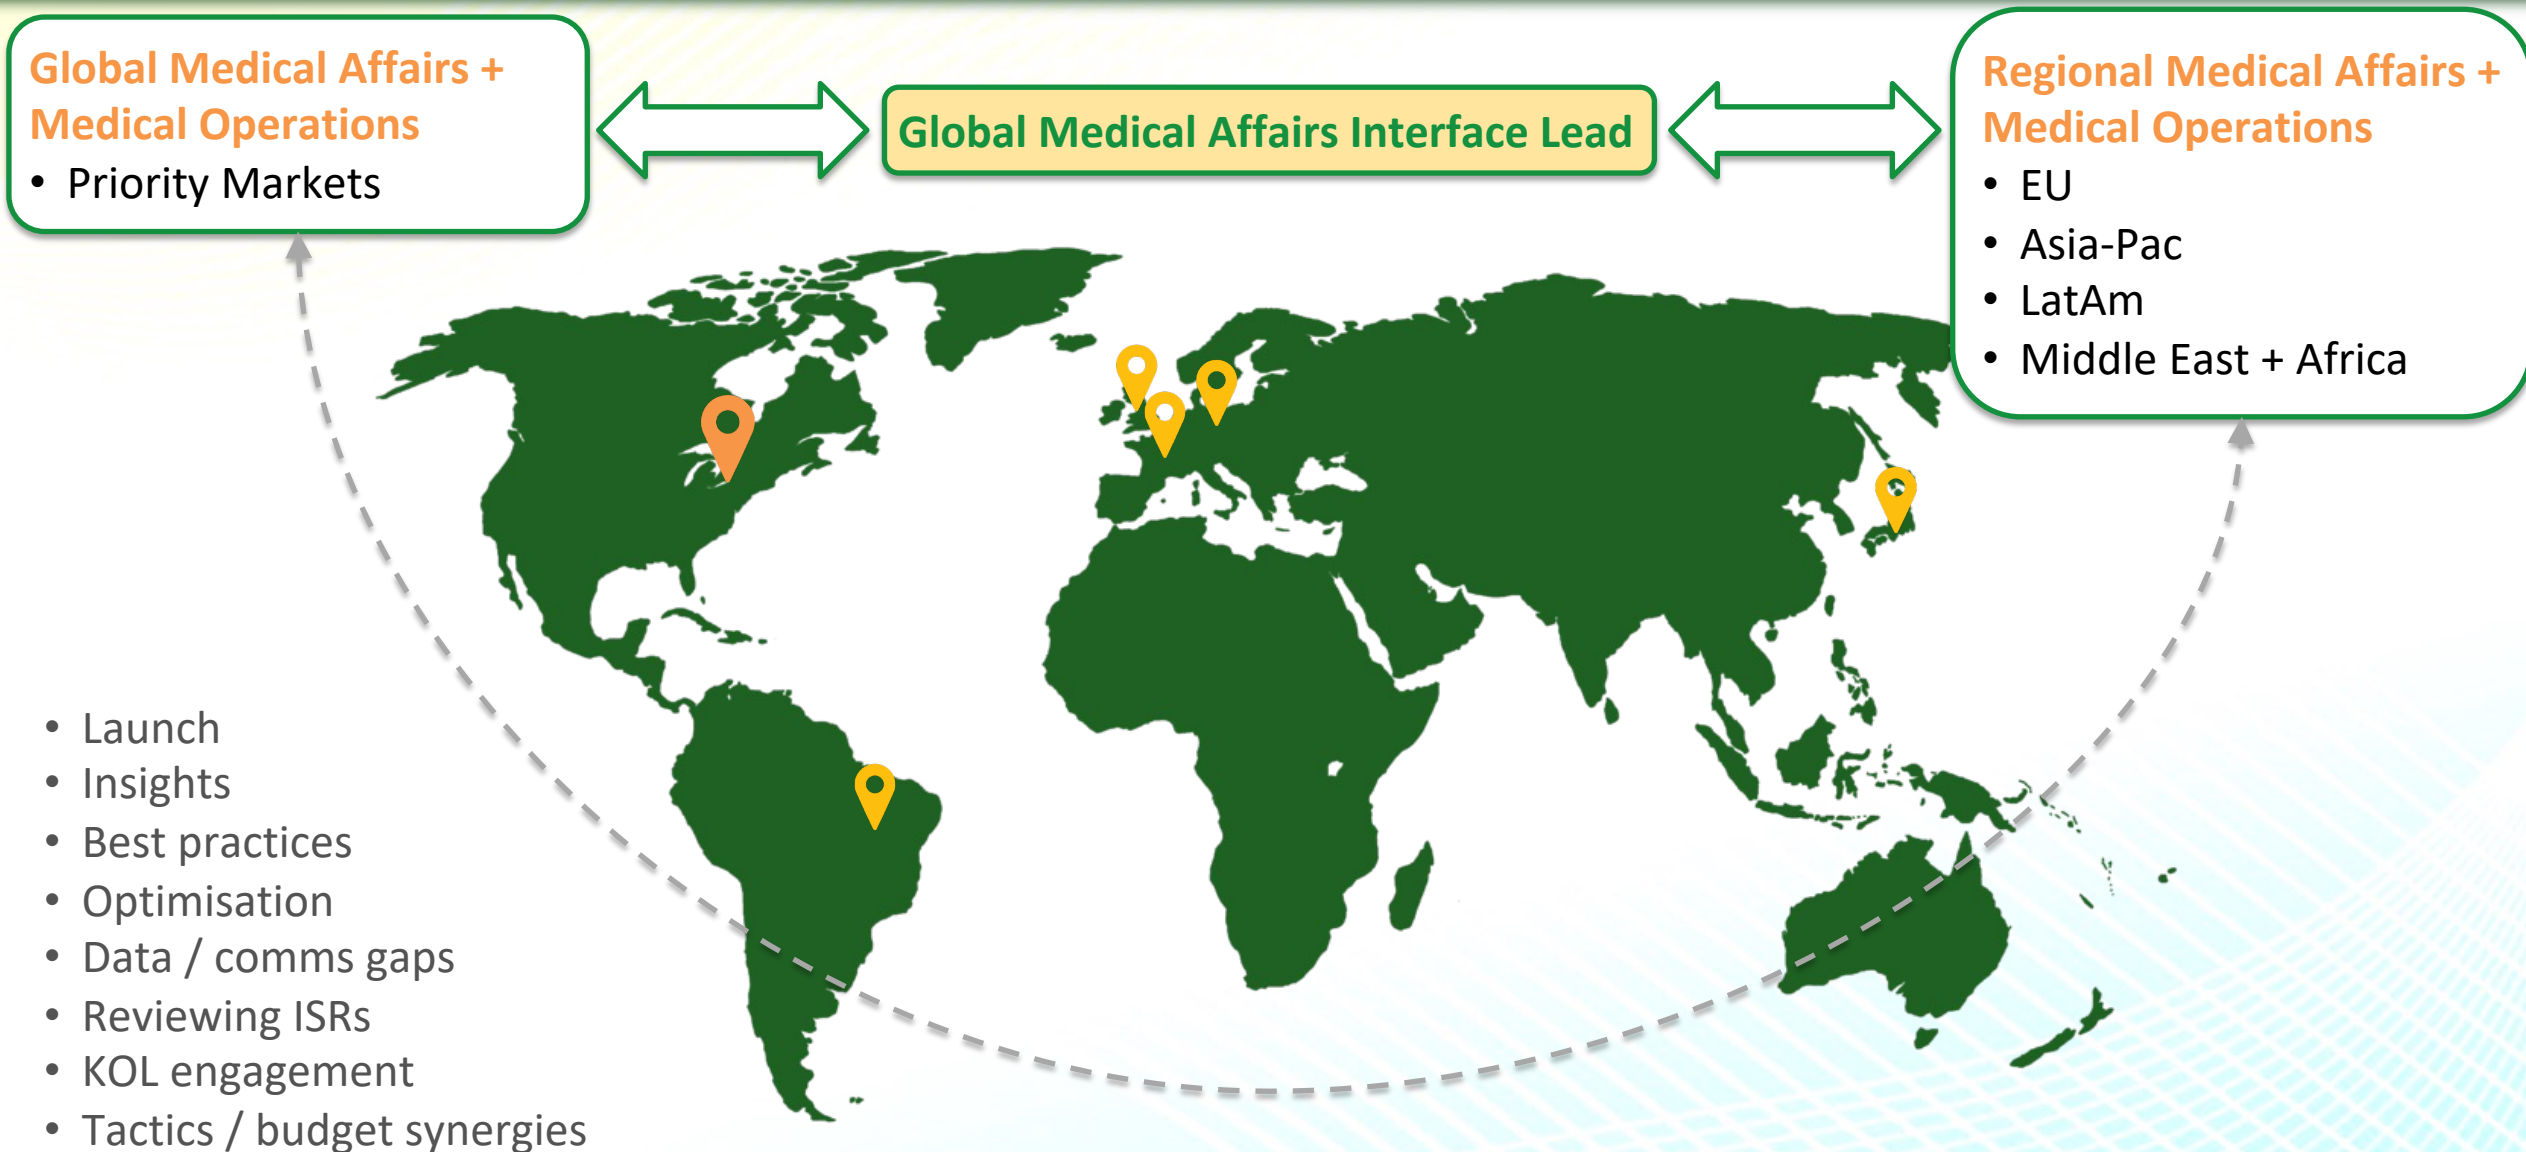 Global Medical Affairs +
Medical Operations
• Priority Markets
Global Medical Affairs Interface Lead
Regional Medical Affairs +
Medical Operations
• EU
• Asia-Pac
• LatAm
• Middle East + Africa
• Launch
• Insights
• Best practices
• Optimisation
• Data / comms gaps
• Reviewing ISRs
• KOL engagement
• Tactics / budget synergies